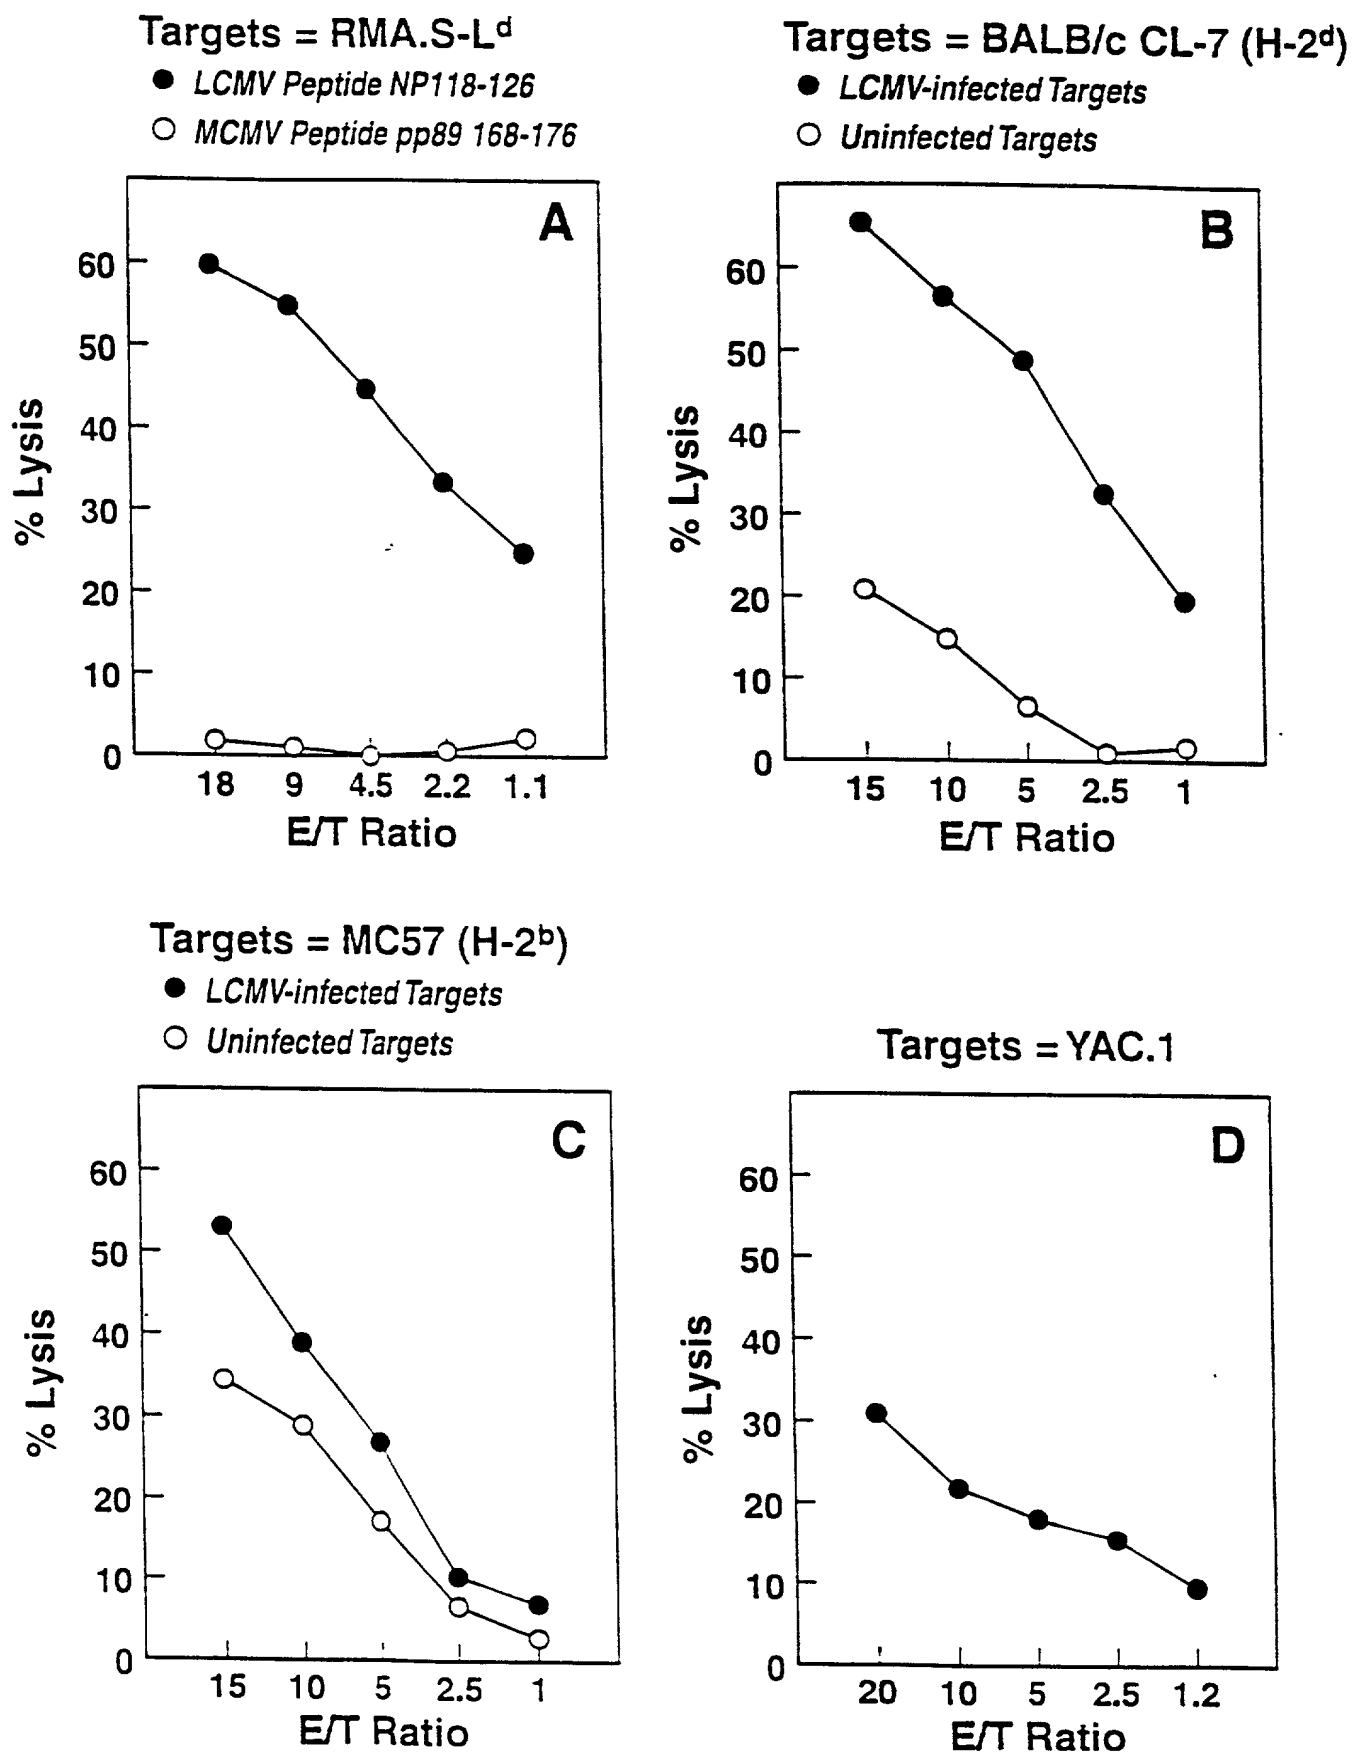 Targets = RMA.S-Lᵈ
● LCMV Peptide NP118-126
○ MCMV Peptide pp89 168-176
A
60
50
40
30
20
10
0
% Lysis
18 9 4.5 2.2 1.1
E/T Ratio
Targets = BALB/c CL-7 (H-2ᵈ)
● LCMV-infected Targets
○ Uninfected Targets
B
60
50
40
30
20
10
0
% Lysis
15 10 5 2.5 1
E/T Ratio
Targets = MC57 (H-2ᵇ)
● LCMV-infected Targets
○ Uninfected Targets
C
60
50
40
30
20
10
0
% Lysis
15 10 5 2.5 1
E/T Ratio
Targets = YAC.1
D
60
50
40
30
20
10
0
% Lysis
20 10 5 2.5 1.2
E/T Ratio